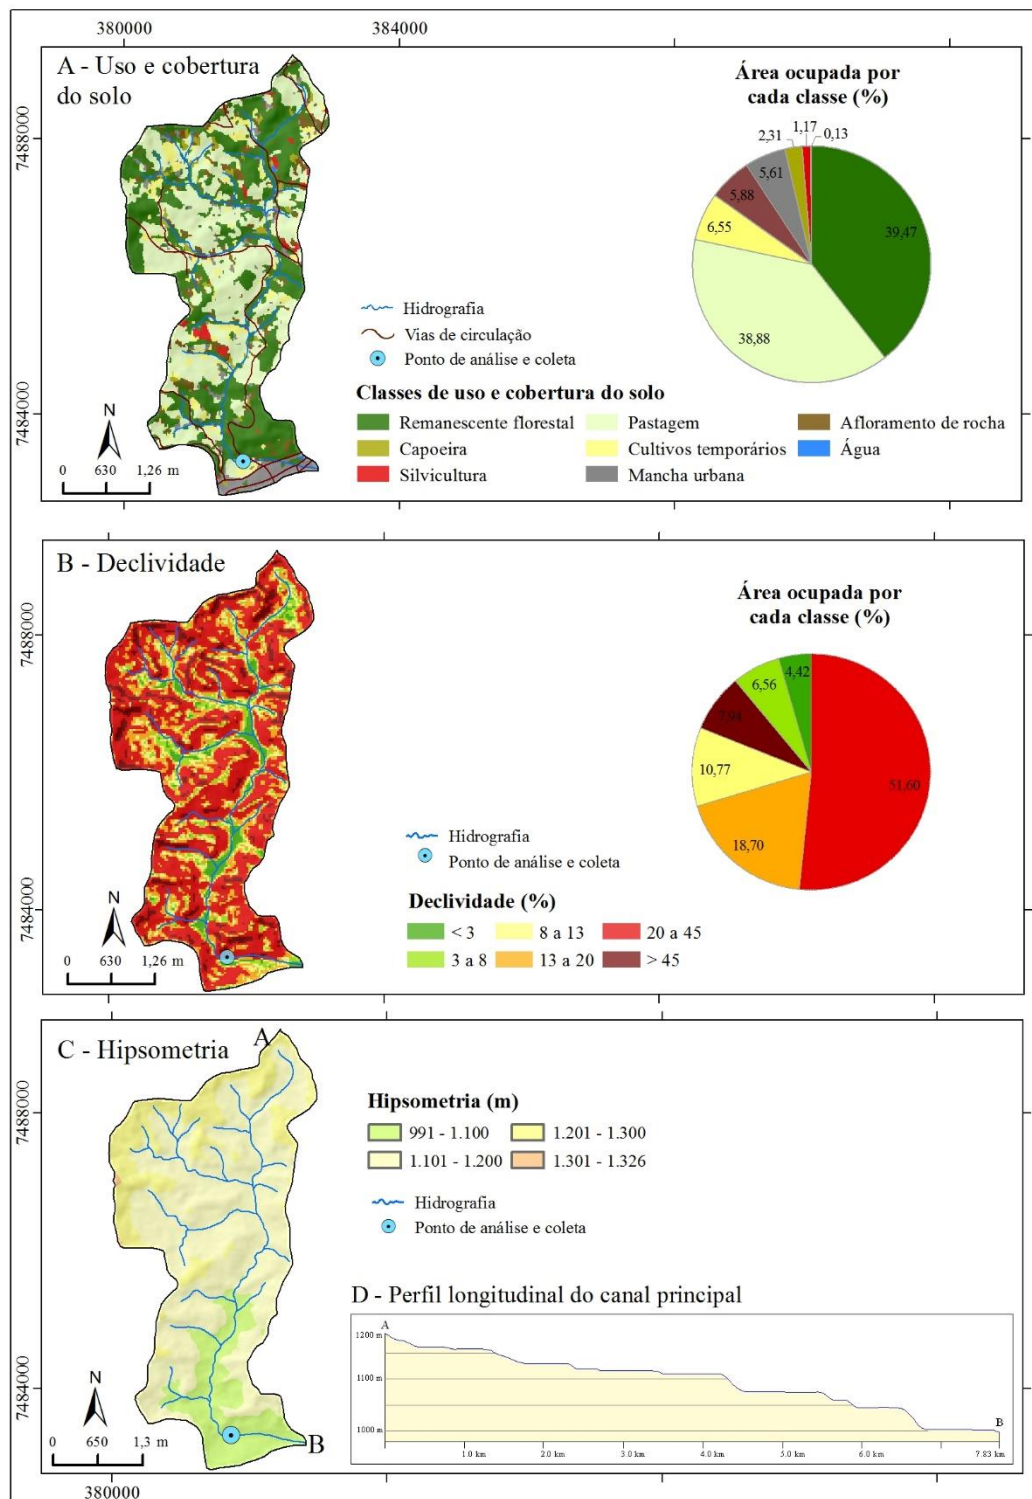 380000
384000
A - Uso e cobertura
do solo
7488000
7484000
Área ocupada por
cada classe (%)
1,17
2,31
0,13
5,61
5,88
6,55
39,47
38,88
Hidrografia
Vias de circulação
Ponto de análise e coleta
Classes de uso e cobertura do solo
Remanescente florestal
Pastagem
Afloramento de rocha
Capoeira
Cultivos temporários
Água
Silvicultura
Mancha urbana
N
0 630 1,26 m
B - Declividade
7488000
7484000
Área ocupada por
cada classe (%)
4,42
6,56
7,94
10,77
51,60
18,70
Hidrografia
Ponto de análise e coleta
Declividade (%)
< 3
8 a 13
20 a 45
3 a 8
13 a 20
> 45
N
0 630 1,26 m
C - Hipsometria
A
7488000
7484000
Hipsometria (m)
991 - 1.100
1.201 - 1.300
1.101 - 1.200
1.301 - 1.326
Hidrografia
Ponto de análise e coleta
N
0 650 1,3 m
B
D - Perfil longitudinal do canal principal
A
1200 m
1100 m
1000 m
B
1.0 km 2.0 km 3.0 km 4.0 km 5.0 km 6.0 km 7.83 km
380000